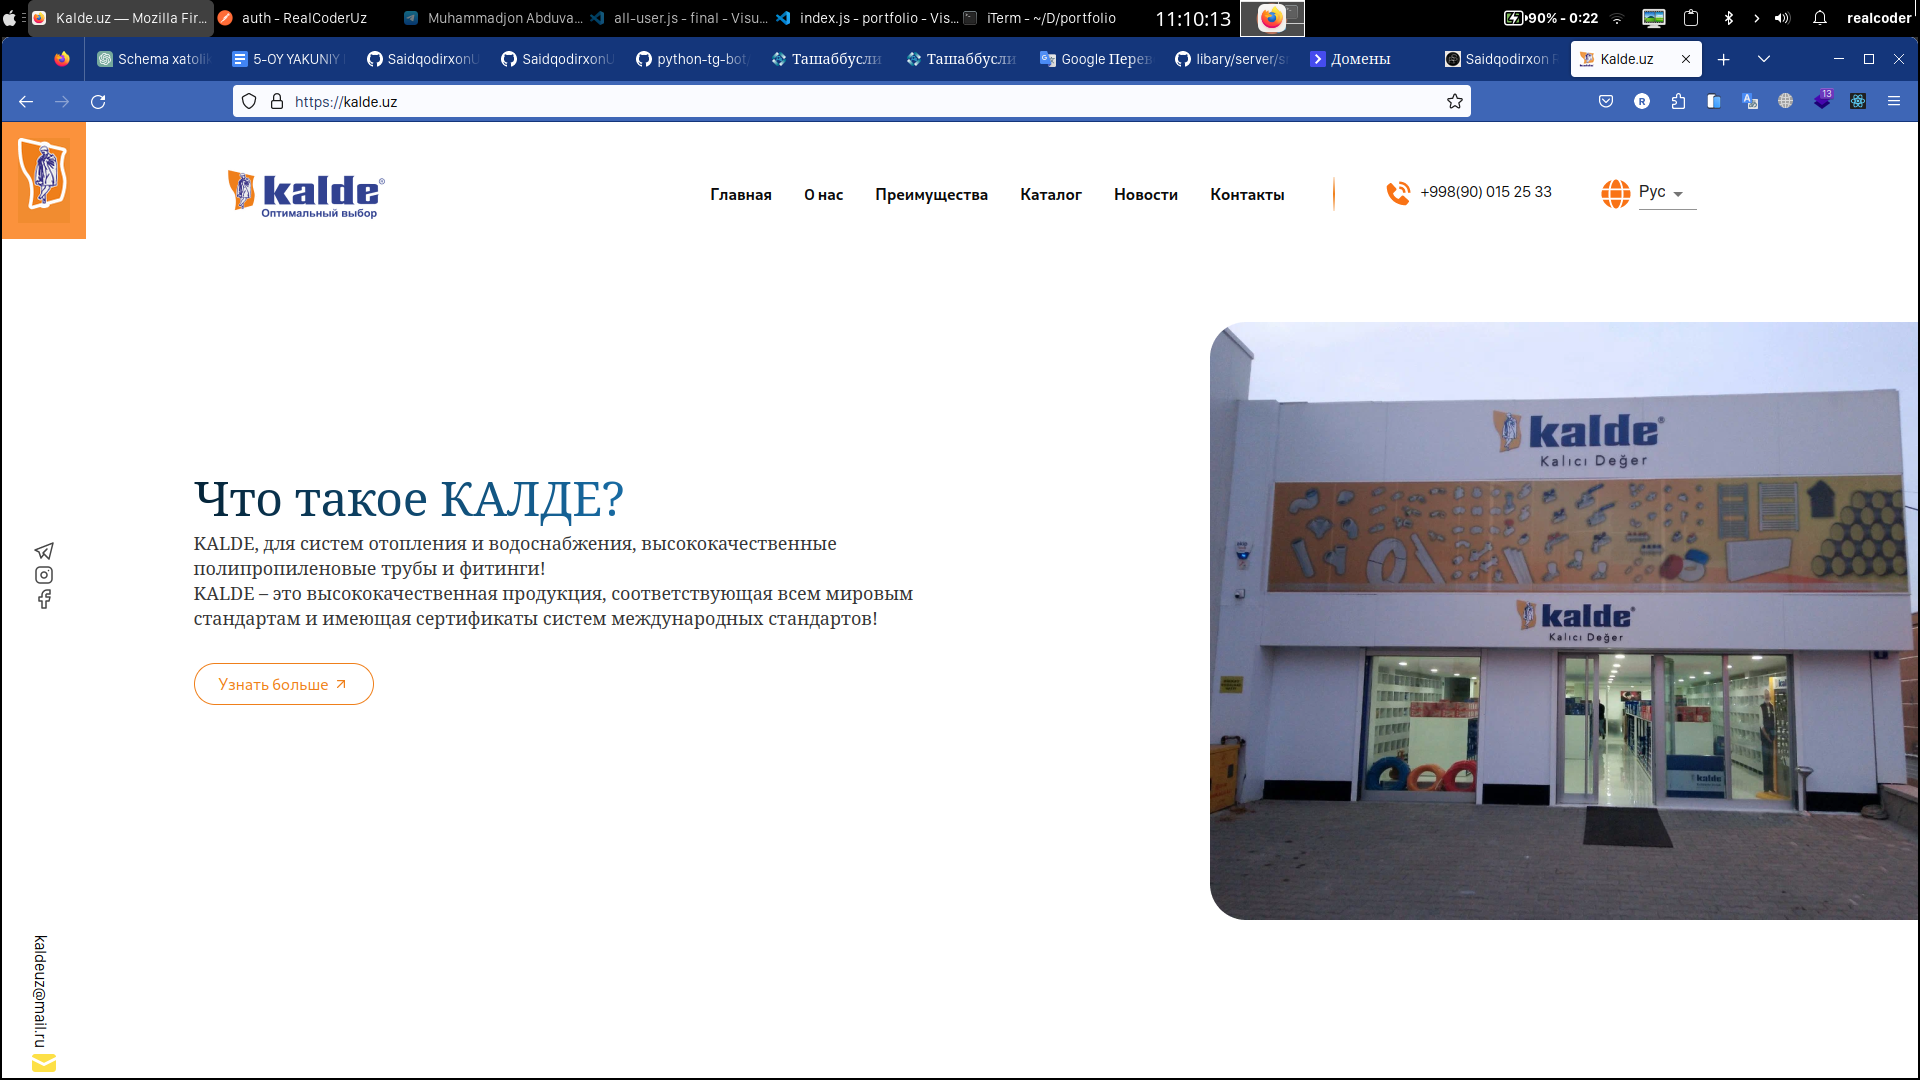 Kalde.uz — Mozilla Fir...
auth - RealCoderUz
Muhammadjon Abduva...
all-user.js - final - Visu...
index.js - portfolio - Vis...
iTerm - ~/D/portfolio
11:10:13
90% - 0:22
realcoder
Schema xatolik
5-OY YAKUNIY
SaidqodirxonU
SaidqodirxonU
python-tg-bot/
Ташаббусли
Ташаббусли
Google Перев
libary/server/s
Домены
Saidqodirxon R
Kalde.uz
https://kalde.uz
13
kalde®
Оптимальный выбор
Главная
О нас
Преимущества
Каталог
Новости
Контакты
+998(90) 015 25 33
Рус
Что такое КАЛДЕ?
KALDE, для систем отопления и водоснабжения, высококачественные
полипропиленовые трубы и фитинги!
KALDE – это высококачественная продукция, соответствующая всем мировым
стандартам и имеющая сертификаты систем международных стандартов!
Узнать больше
kalde®
Kalıcı Değer
kalde®
Kalıcı Değer
kalde
kaldeuz@mail.ru